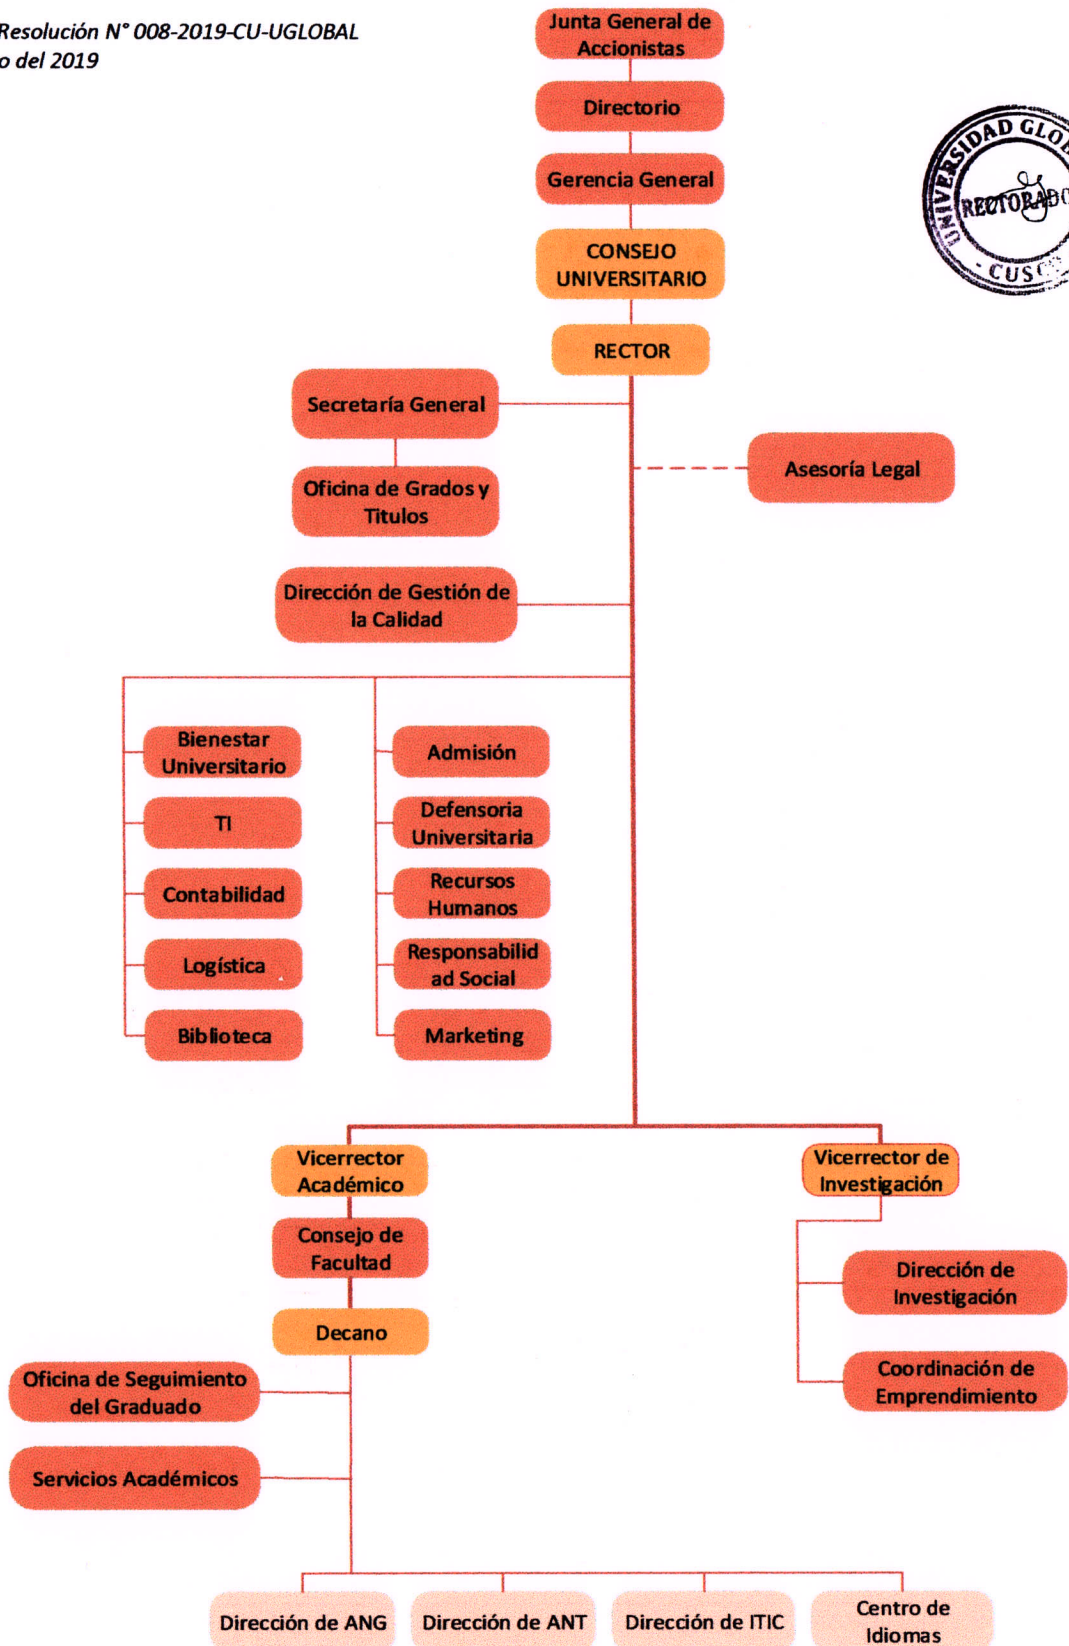 Resolución N° 008-2019-CU-UGLOBAL
o del 2019
Junta General de
Accionistas
Directorio
Gerencia General
UNIVERSIDAD GLOB
RECTORADO
- CUSCO
CONSEJO
UNIVERSITARIO
RECTOR
Secretaría General
Asesoría Legal
Oficina de Grados y
Titulos
Dirección de Gestión de
la Calidad
Bienestar
Universitario
Admisión
TI
Defensoria
Universitaria
Contabilidad
Recursos
Humanos
Logística
Responsabilid
ad Social
Biblioteca
Marketing
Vicerrector
Académico
Vicerrector de
Investigación
Consejo de
Facultad
Dirección de
Investigación
Decano
Oficina de Seguimiento
del Graduado
Coordinación de
Emprendimiento
Servicios Académicos
Dirección de ANG
Dirección de ANT
Dirección de ITIC
Centro de
Idiomas